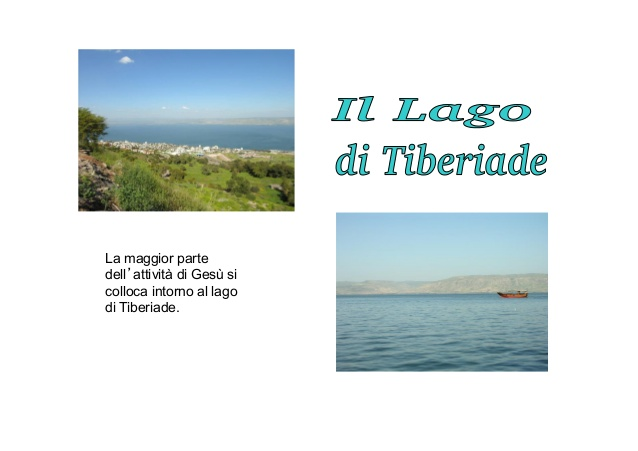 Il Lago
di Tiberiade
La maggior parte
dell’attività di Gesù si
colloca intorno al lago
di Tiberiade.